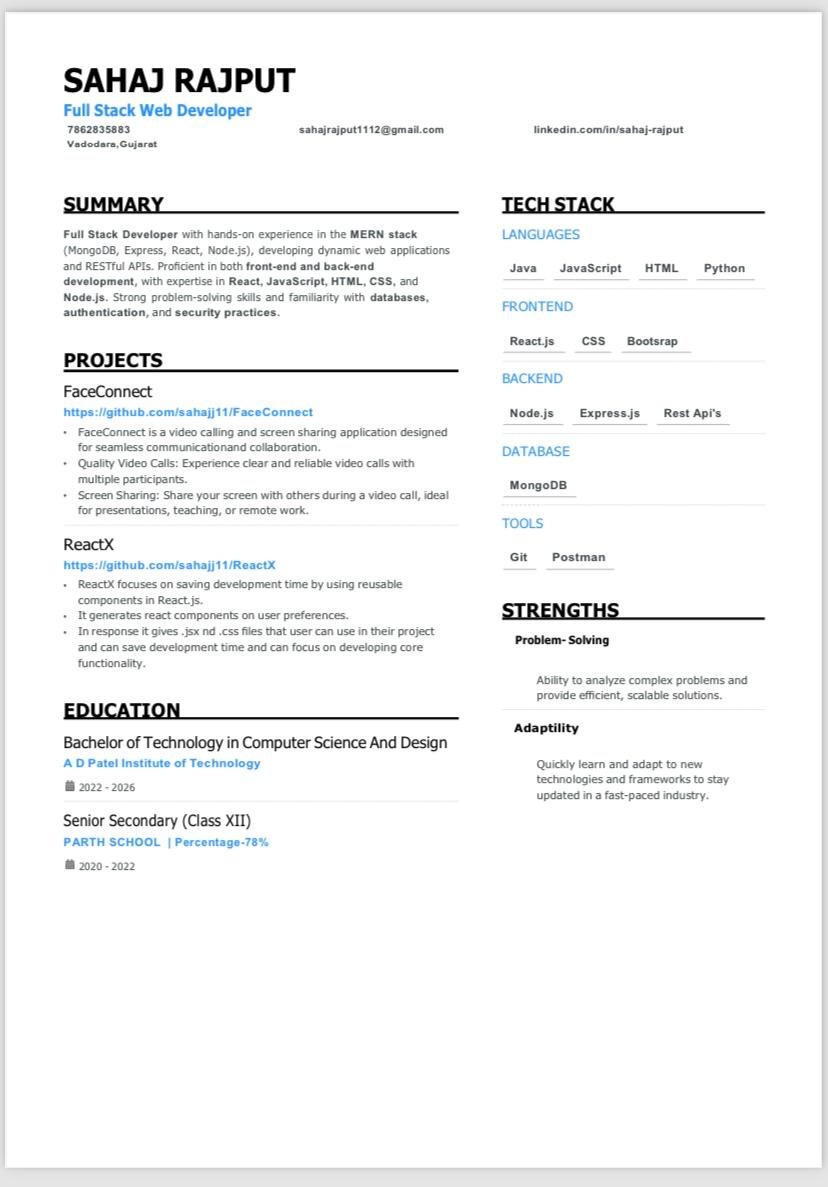 SAHAJ RAJPUT
Full Stack Web Developer
7862835883
sahajrajput1112@gmail.com
linkedin.com/in/sahaj-rajput
Vadodara,Gujarat
SUMMARY
Full Stack Developer with hands-on experience in the MERN stack
(MongoDB, Express, React, Node.js), developing dynamic web applications
and RESTful APIs. Proficient in both front-end and back-end
development, with expertise in React, JavaScript, HTML, CSS, and
Node.js. Strong problem-solving skills and familiarity with databases,
authentication, and security practices.
PROJECTS
FaceConnect
https://github.com/sahajj11/FaceConnect
• FaceConnect is a video calling and screen sharing application designed
for seamless communicationand collaboration.
• Quality Video Calls: Experience clear and reliable video calls with
multiple participants.
• Screen Sharing: Share your screen with others during a video call, ideal
for presentations, teaching, or remote work.
ReactX
https://github.com/sahajj11/ReactX
• ReactX focuses on saving development time by using reusable
components in React.js.
• It generates react components on user preferences.
• In response it gives .jsx nd .css files that user can use in their project
and can save development time and can focus on developing core
functionality.
EDUCATION
Bachelor of Technology in Computer Science And Design
A D Patel Institute of Technology
2022 - 2026
Senior Secondary (Class XII)
PARTH SCHOOL | Percentage-78%
2020 - 2022
TECH STACK
LANGUAGES
Java JavaScript HTML Python
FRONTEND
React.js CSS Bootsrap
BACKEND
Node.js Express.js Rest Api's
DATABASE
MongoDB
TOOLS
Git Postman
STRENGTHS
Problem- Solving
Ability to analyze complex problems and
provide efficient, scalable solutions.
Adaptility
Quickly learn and adapt to new
technologies and frameworks to stay
updated in a fast-paced industry.